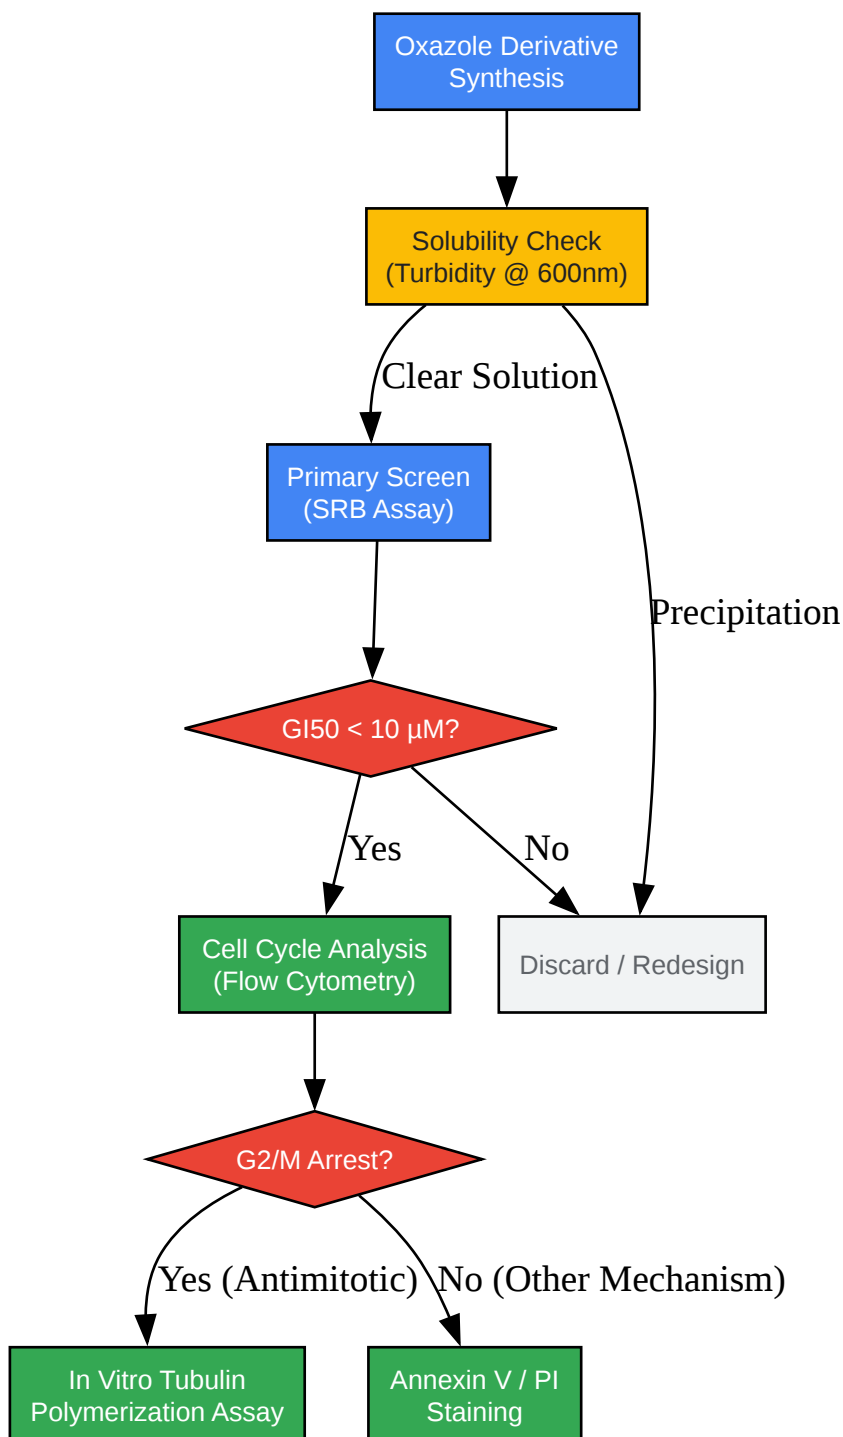 Oxazole Derivative
Synthesis
Solubility Check
(Turbidity @ 600nm)
Clear Solution
Primary Screen
(SRB Assay)
Precipitation
GI50 < 10 µM?
Yes
No
Cell Cycle Analysis
(Flow Cytometry)
Discard / Redesign
G2/M Arrest?
Yes (Antimitotic)
No (Other Mechanism)
In Vitro Tubulin
Polymerization Assay
Annexin V / PI
Staining